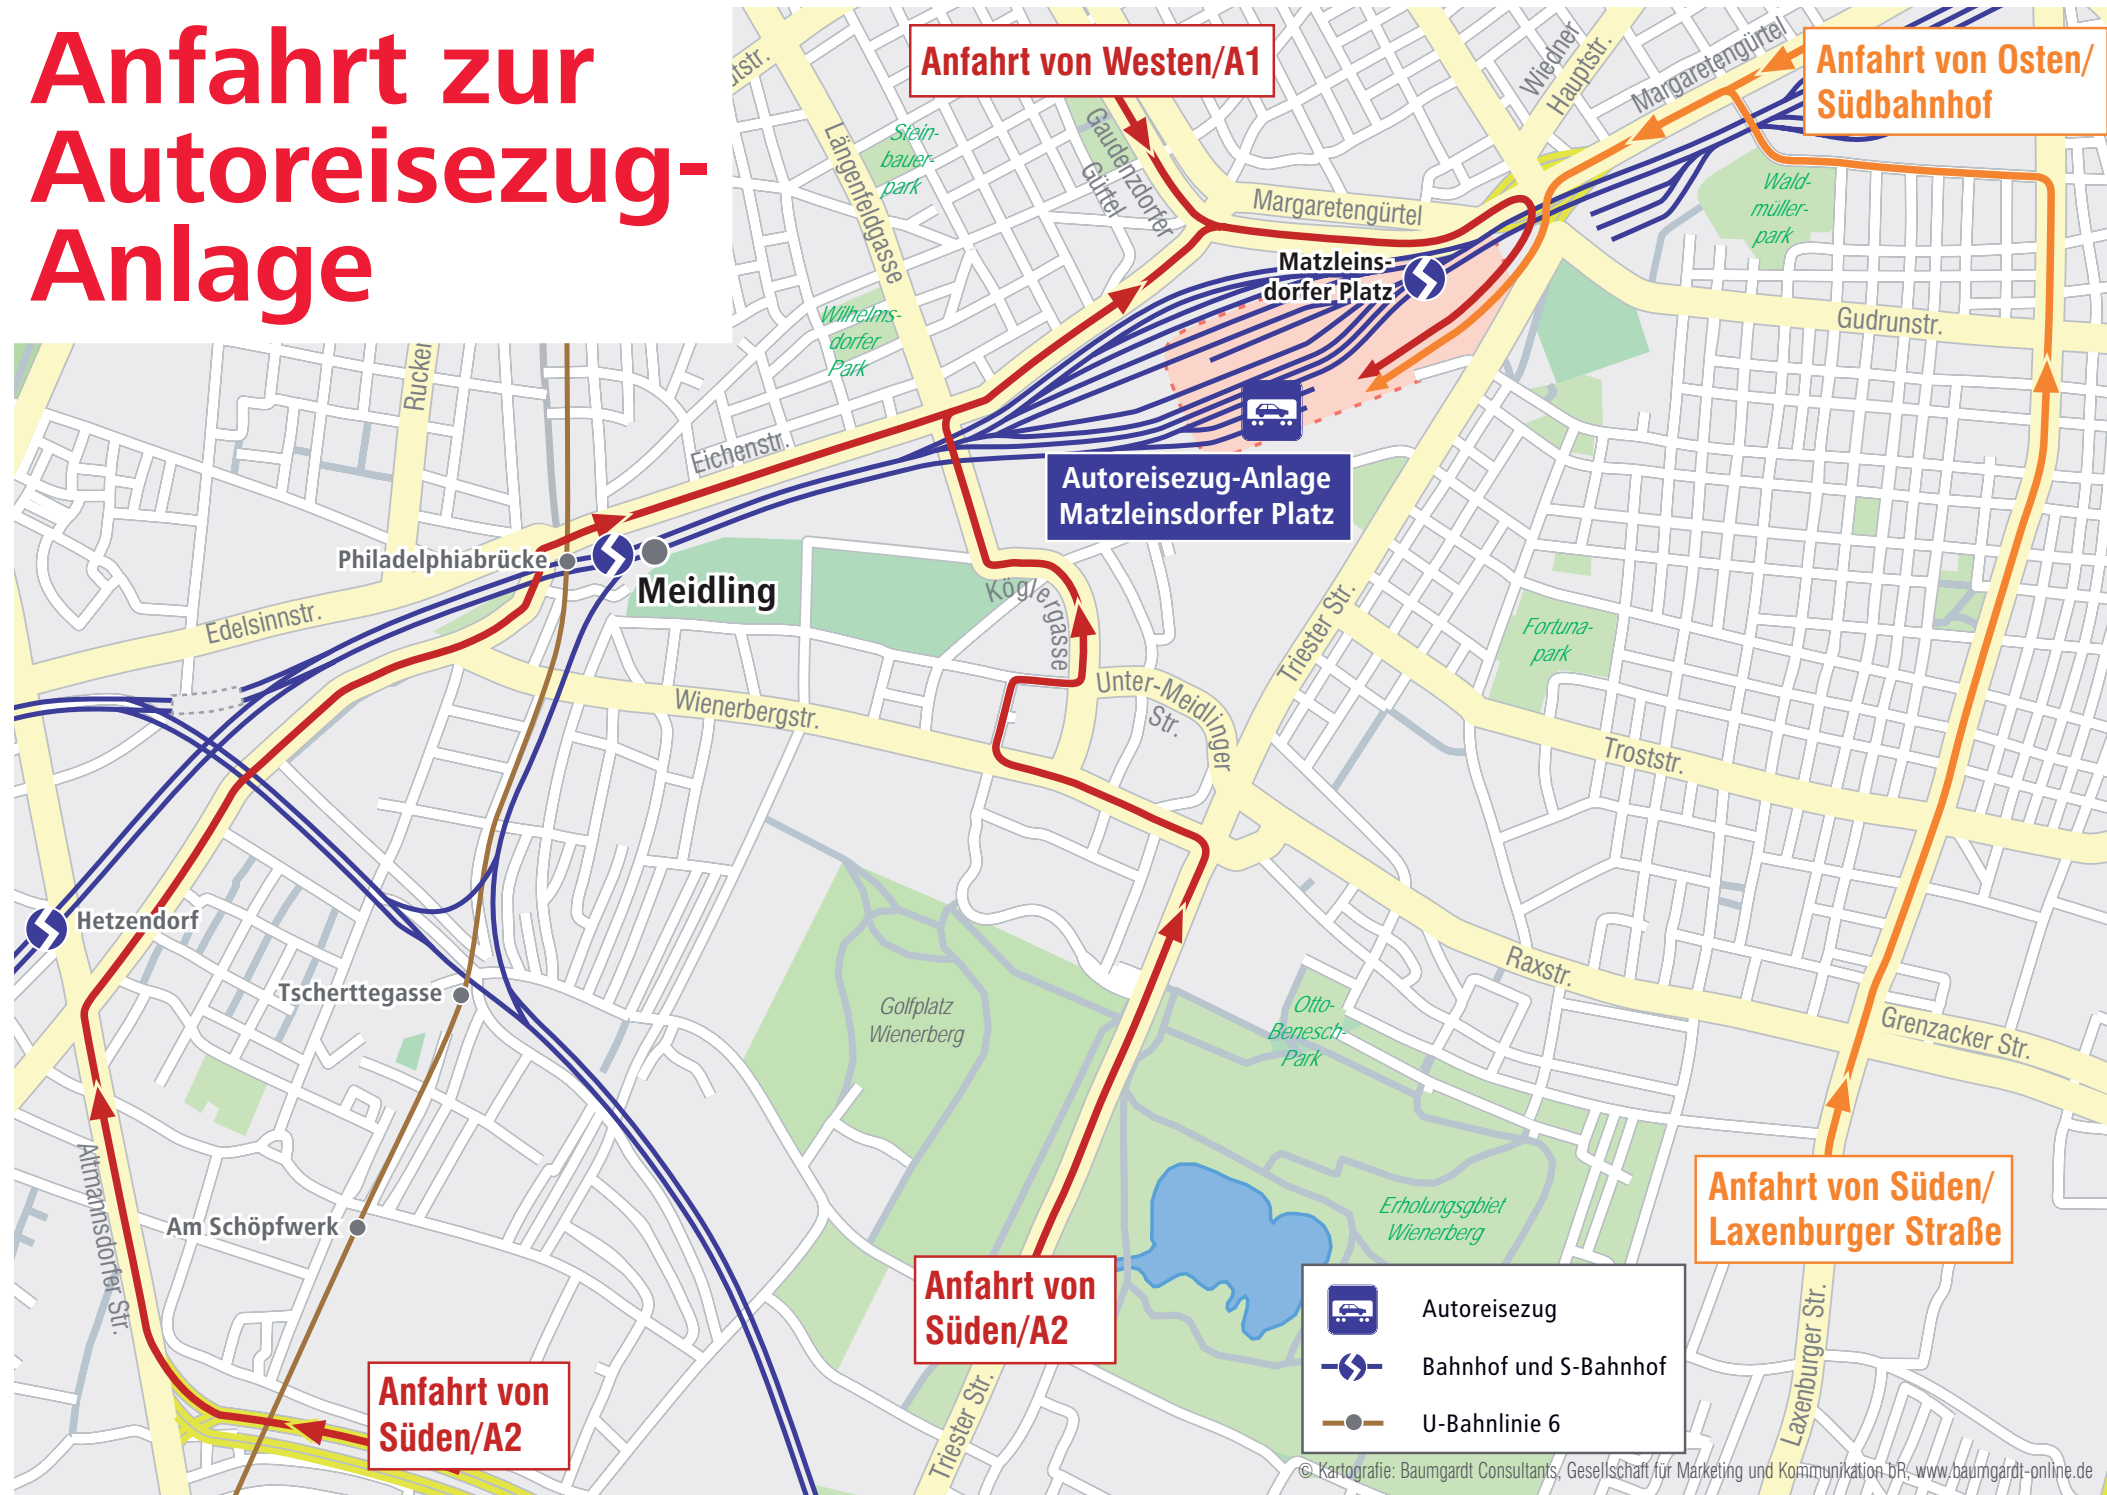 Anfahrt zur
Autoreisezug-
Anlage
Anfahrt von Westen/A1
Anfahrt von Osten/
Südbahnhof
Wiedner
Hauptstr.
Margaretengürtel
Längenfeldgasse
Stein-
bauer-
park
Gaudenzdorfer
Gürtel
Margaretengürtel
Wald-
müller-
park
Matzleins-
dorfer Platz
Wilhelms-
dorfer
Park
Gudrunstr.
Eichenstr.
Autoreisezug-Anlage
Matzleinsdorfer Platz
Philadelphiabrücke
Meidling
Edelsinnstr.
Köglergasse
Triester Str.
Fortuna-
park
Wienerbergstr.
Unter-Meidlinger
Str.
Troststr.
Hetzendorf
Tscherttegasse
Golfplatz
Wienerberg
Raxstr.
Otto-
Benesch-
Park
Grenzacker Str.
Altmannsdorfer Str.
Am Schöpfwerk
Erholungsgbiet
Wienerberg
Anfahrt von Süden/
Laxenburger Straße
Anfahrt von
Süden/A2
Anfahrt von
Süden/A2
Triester Str.
Laxenburger Str.
Autoreisezug
Bahnhof und S-Bahnhof
U-Bahnlinie 6
© Kartografie: Baumgardt Consultants, Gesellschaft für Marketing und Kommunikation bR, www.baumgardt-online.de